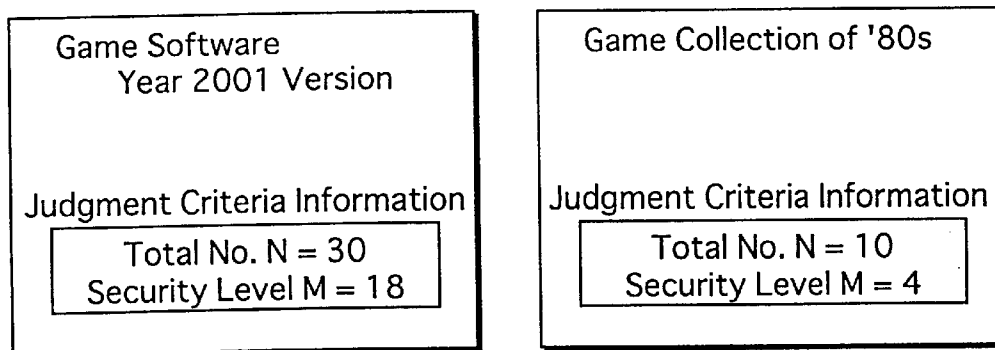 Game Software
Year 2001 Version
Judgment Criteria Information
Total No. N = 30
Security Level M = 18
Game Collection of '80s
Judgment Criteria Information
Total No. N = 10
Security Level M = 4